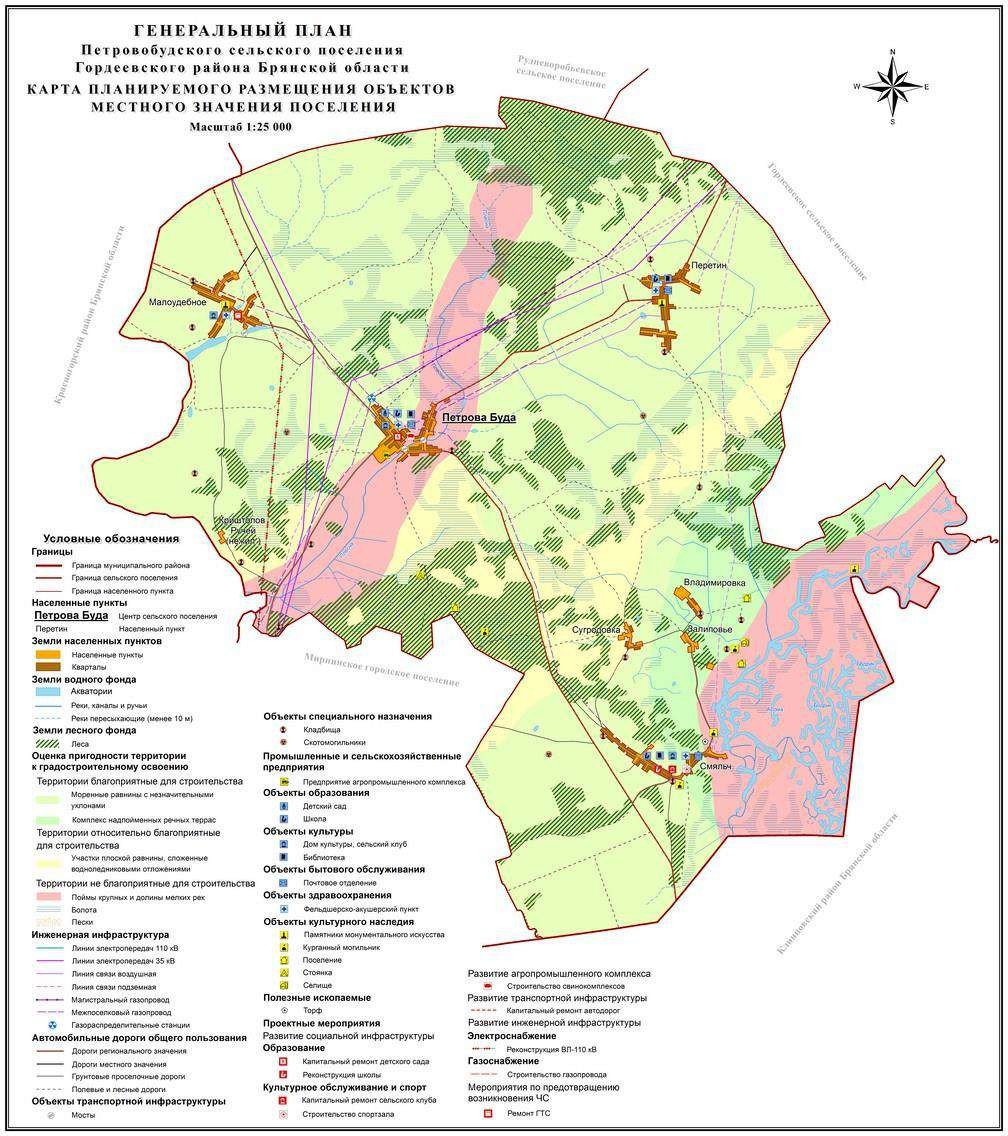 ГЕНЕРАЛЬНЫЙ ПЛАН
Петровобудского сельского поселения
Гордеевского района Брянской области
КАРТА ПЛАНИРУЕМОГО РАЗМЕЩЕНИЯ ОБЪЕКТОВ
МЕСТНОГО ЗНАЧЕНИЯ ПОСЕЛЕНИЯ
Масштаб 1:25 000
N
W
E
S
Рудневоробьевское
сельское поселение
Гордеевское сельское поселение
Красногорский район Брянской области
Мирнинское городское поселение
Клинцовский район Брянской области
Малоудебное
Перетин
Петрова Буда
Криштопов
Ручей
(нежил.)
Владимировка
Сугродовка
Залиповье
Смяльч
Условные обозначения
Границы
Граница муниципального района
Граница сельского поселения
Граница населенного пункта
Населенные пункты
Петрова Буда Центр сельского поселения
Перетин Населенный пункт
Земли населенных пунктов
Населенные пункты
Кварталы
Земли водного фонда
Акватории
Реки, каналы и ручьи
Реки пересыхающие (менее 10 м)
Земли лесного фонда
Леса
Оценка пригодности территории
к градостроительному освоению
Территории благоприятные для строительства
Моренные равнины с незначительными
уклонами
Комплекс надпойменных речных террас
Территории относительно благоприятные
для строительства
Участки плоской равнины, сложенные
водноледниковыми отложениями
Территории не благоприятные для строительства
Поймы крупных и долины мелких рек
Болота
Пески
Инженерная инфраструктура
Линии электропередач 110 кВ
Линии электропередач 35 кВ
Линия связи воздушная
Линия связи подземная
Магистральный газопровод
Межпоселковый газопровод
Газораспределительные станции
Автомобильные дороги общего пользования
Дороги регионального значения
Дороги местного значения
Грунтовые проселочные дороги
Полевые и лесные дороги
Объекты транспортной инфраструктуры
Мосты
Объекты специального назначения
Кладбища
Скотомогильники
Промышленные и сельскохозяйственные
предприятия
Предприятие агропромышленного комплекса
Объекты образования
Детский сад
Школа
Объекты культуры
Дом культуры, сельский клуб
Библиотека
Объекты бытового обслуживания
Почтовое отделение
Объекты здравоохранения
Фельдшерско-акушерский пункт
Объекты культурного наследия
Памятники монументального искусства
Курганный могильник
Поселение
Стоянка
Селище
Полезные ископаемые
Торф
Проектные мероприятия
Развитие социальной инфраструктуры
Образование
Капитальный ремонт детского сада
Реконструкция школы
Культурное обслуживание и спорт
Капитальный ремонт сельского клуба
Строительство спортзала
Развитие агропромышленного комплекса
Строительство свинокомплексов
Развитие транспортной инфраструктуры
Капитальный ремонт автодорог
Развитие инженерной инфраструктуры
Электроснабжение
Реконструкция ВЛ-110 кВ
Газоснабжение
Строительство газопровода
Мероприятия по предотвращению
возникновения ЧС
Ремонт ГТС